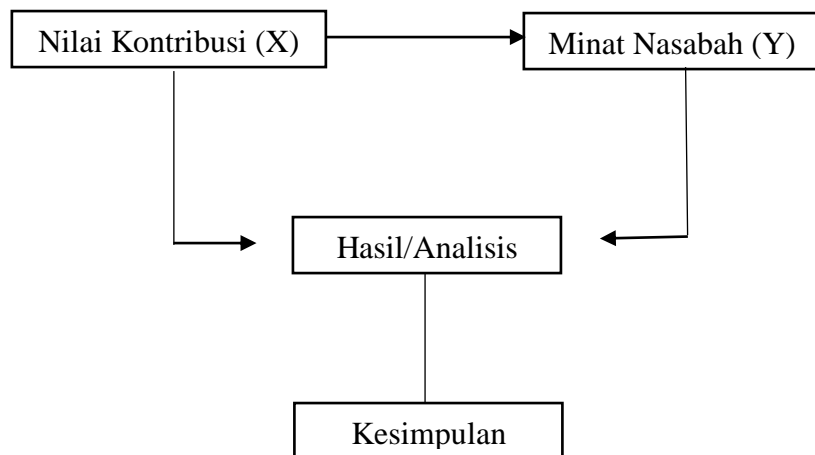 Nilai Kontribusi (X)
Minat Nasabah (Y)
Hasil/Analisis
Kesimpulan